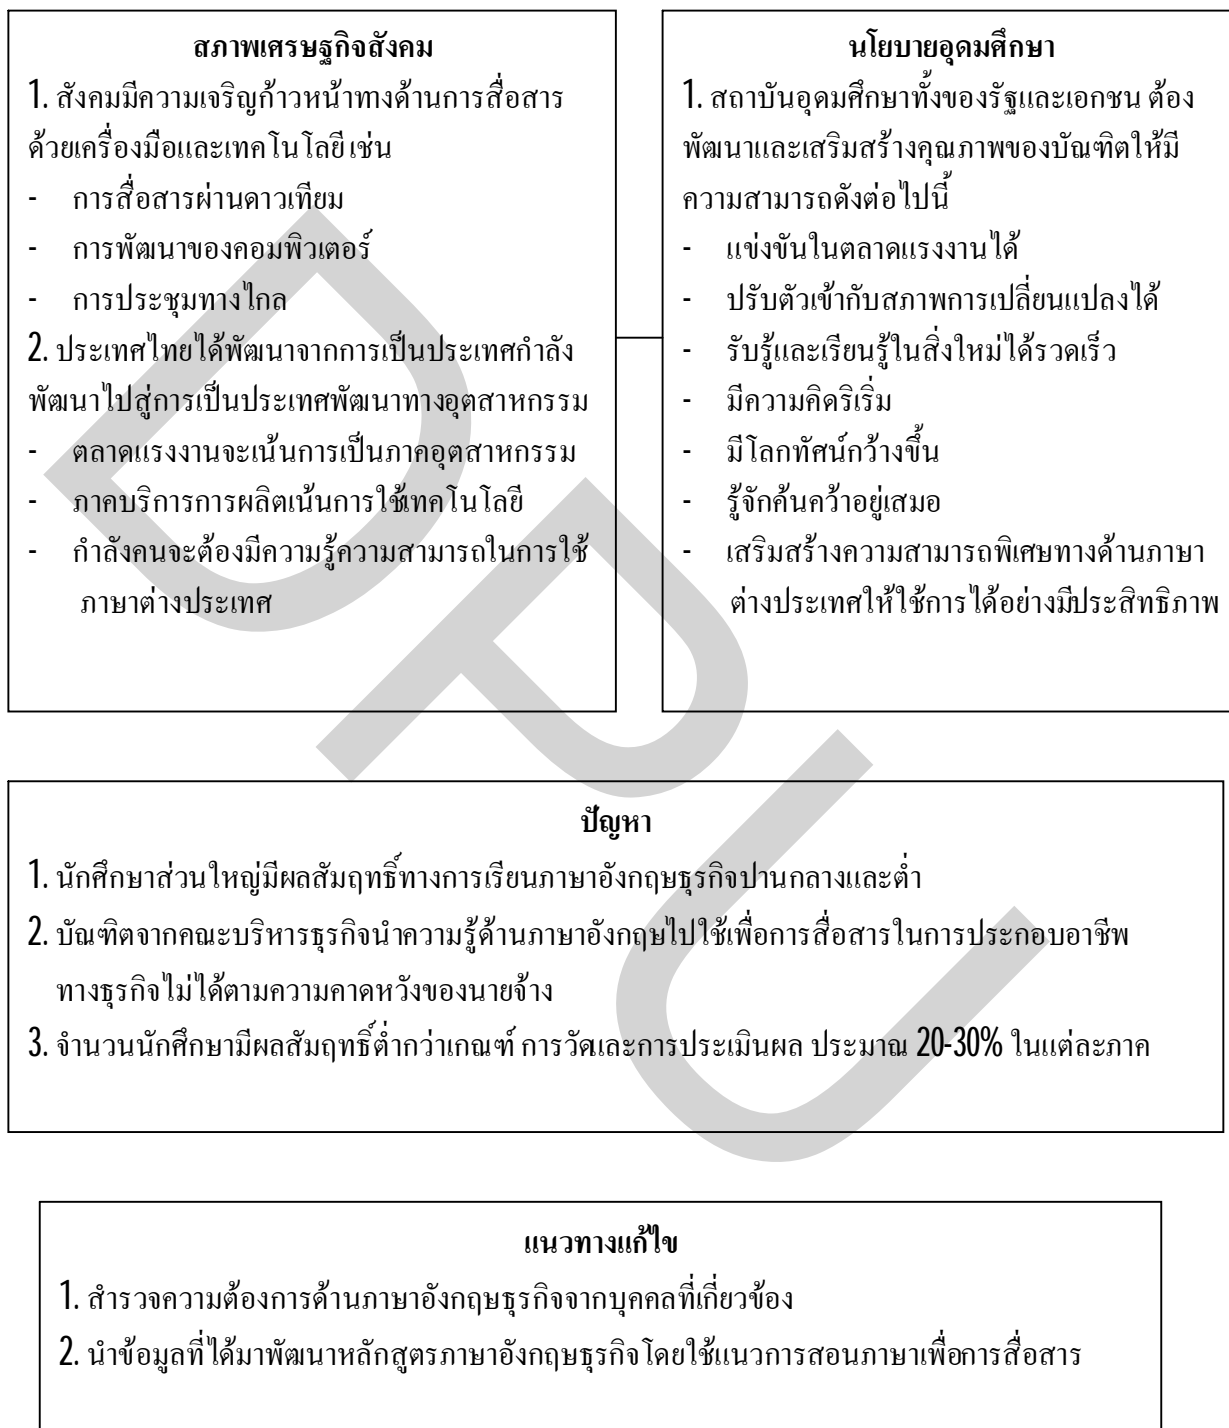 สภาพเศรษฐกิจสังคม
1. สังคมมีความเจริญก้าวหน้าทางด้านการสื่อสาร
ด้วยเครื่องมือและเทคโนโลยีเช่น
- การสื่อสารผ่านดาวเทียม
- การพัฒนาของคอมพิวเตอร์
- การประชุมทางไกล
2. ประเทศไทยได้พัฒนาจากการเป็นประเทศกำลัง
พัฒนาไปสู่การเป็นประเทศพัฒนาทางอุตสาหกรรม
- ตลาดแรงงานจะเน้นการเป็นภาคอุตสาหกรรม
- ภาคบริการการผลิตเน้นการใช้เทคโนโลยี
- กำลังคนจะต้องมีความรู้ความสามารถในการใช้
ภาษาต่างประเทศ
นโยบายอุดมศึกษา
1. สถาบันอุดมศึกษาทั้งของรัฐและเอกชน ต้อง
พัฒนาและเสริมสร้างคุณภาพของบัณฑิตให้มี
ความสามารถดังต่อไปนี้
- แข่งขันในตลาดแรงงานได้
- ปรับตัวเข้ากับสภาพการเปลี่ยนแปลงได้
- รับรู้และเรียนรู้ในสิ่งใหม่ได้รวดเร็ว
- มีความคิดริเริ่ม
- มีโลกทัศน์กว้างขึ้น
- รู้จักค้นคว้าอยู่เสมอ
- เสริมสร้างความสามารถพิเศษทางด้านภาษา
ต่างประเทศให้ใช้การได้อย่างมีประสิทธิภาพ
ปัญหา
1. นักศึกษาส่วนใหญ่มีผลสัมฤทธิ์ทางการเรียนภาษาอังกฤษธุรกิจปานกลางและต่ำ
2. บัณฑิตจากคณะบริหารธุรกิจนำความรู้ด้านภาษาอังกฤษไปใช้เพื่อการสื่อสารในการประกอบอาชีพ
ทางธุรกิจไม่ได้ตามความคาดหวังของนายจ้าง
3. จำนวนนักศึกษามีผลสัมฤทธิ์ต่ำกว่าเกณฑ์ การวัดและการประเมินผล ประมาณ 20-30% ในแต่ละภาค
แนวทางแก้ไข
1. สำรวจความต้องการด้านภาษาอังกฤษธุรกิจจากบุคคลที่เกี่ยวข้อง
2. นำข้อมูลที่ได้มาพัฒนาหลักสูตรภาษาอังกฤษธุรกิจโดยใช้แนวการสอนภาษาเพื่อการสื่อสาร
DPU